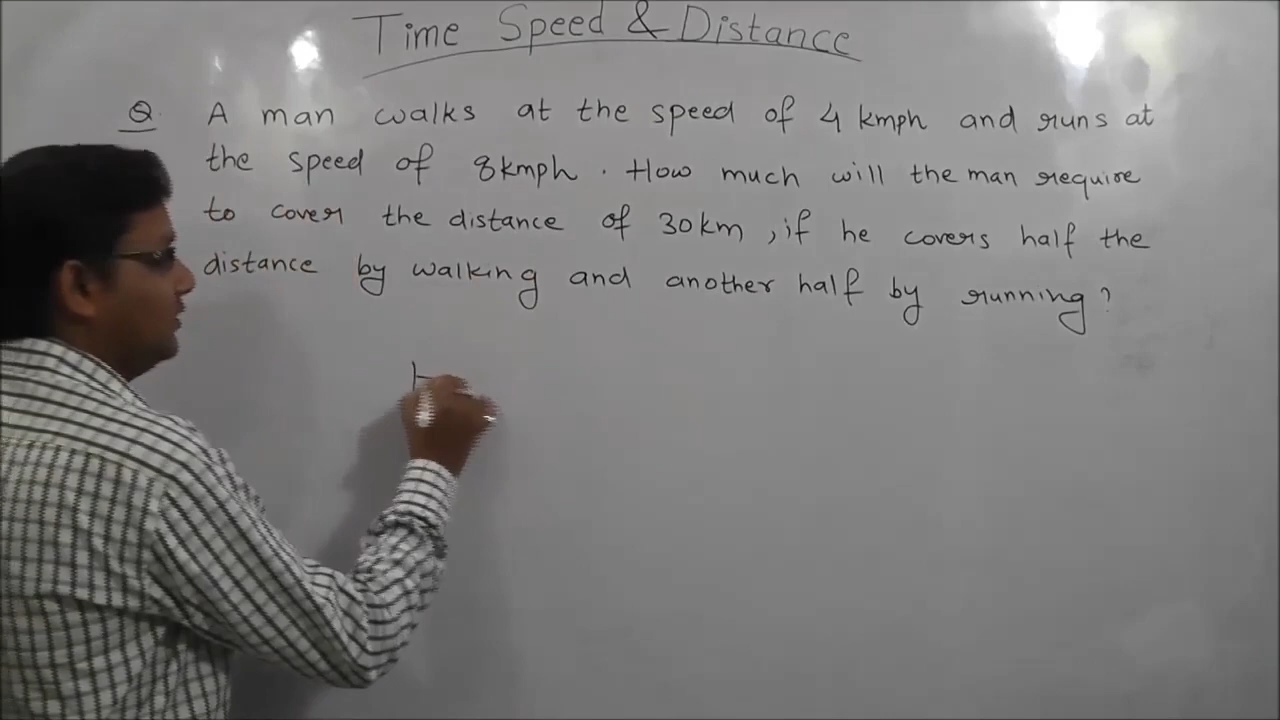 Time Speed & Distance
Q. A man walks at the speed of 4 kmph and runs at
the speed of 8kmph. How much will the man require
to cover the distance of 30km, if he covers half the
distance by walking and another half by running?